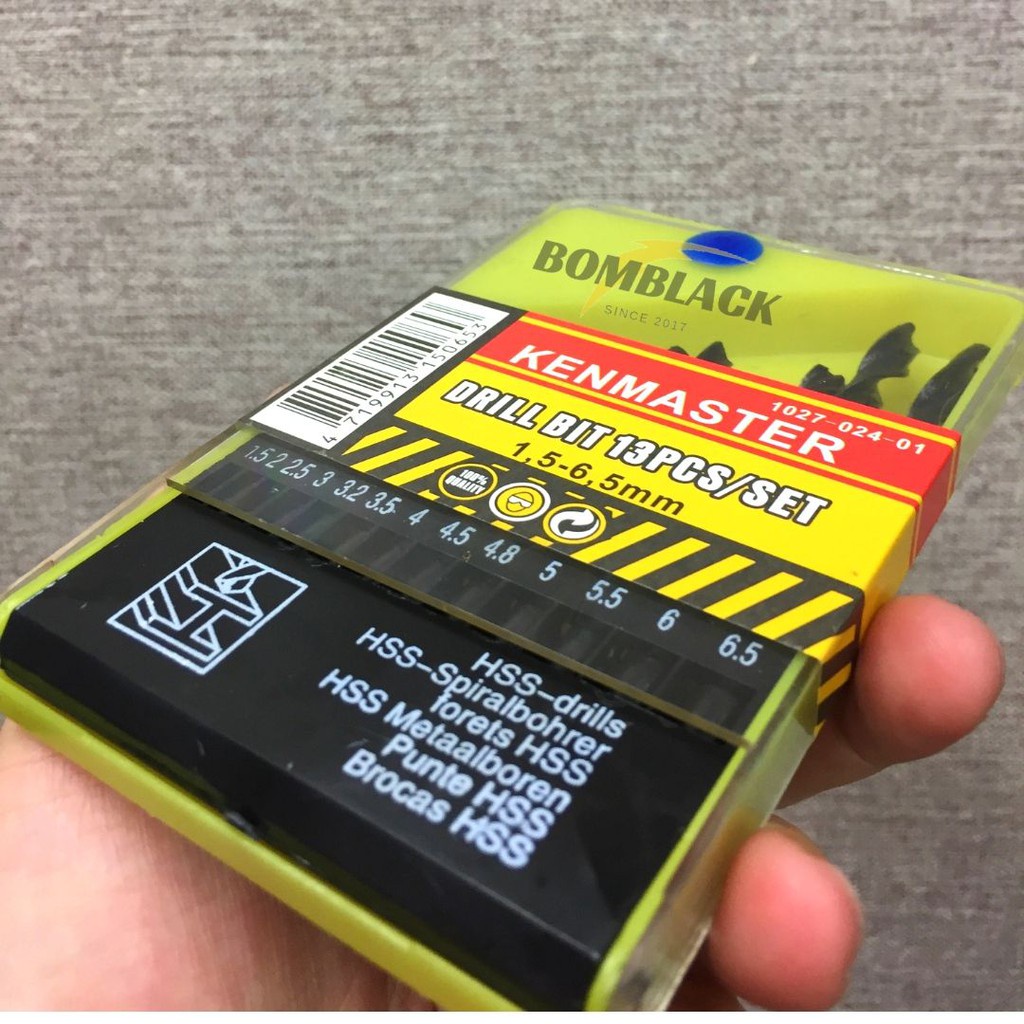 BOMBLACK
SINCE 2017
4 719913 150653
KENMASTER
1027-024-01
DRILL BIT 13PCS/SET
1,5-6,5mm
100%
QUALITY
1.5 2 2.5 3 3.2 3.5 4 4.5 4.8 5 5.5 6 6.5
HSS-drills
HSS-Spiralbohrer
forets HSS
HSS Metaalboren
Punte HSS
Brocas HSS